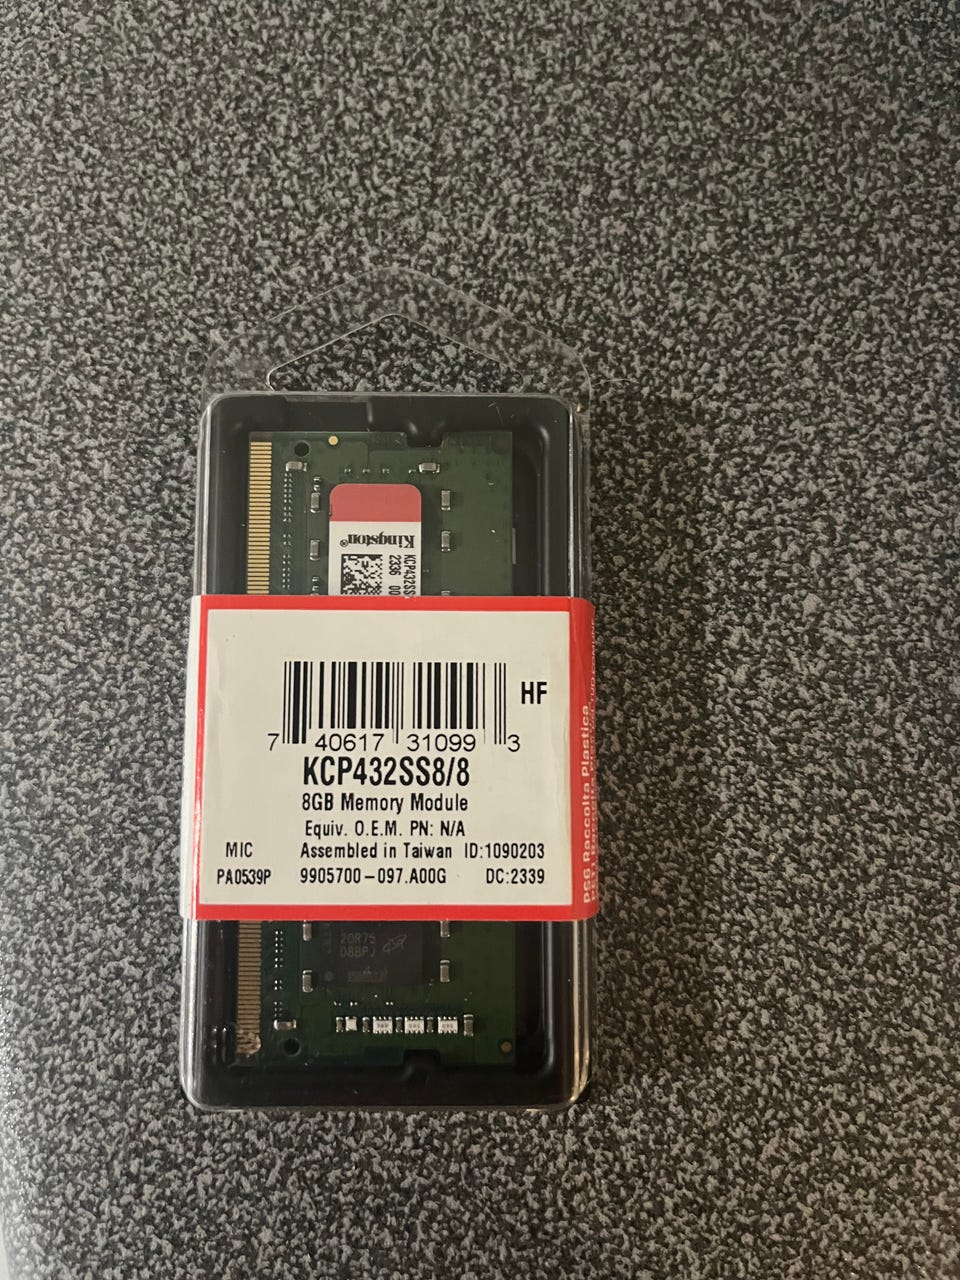 Kingston®
KCP432SS
2336 00
HF
7 40617 31099 3
KCP432SS8/8
8GB Memory Module
Equiv. O.E.M. PN: N/A
MIC Assembled in Taiwan ID:1090203
PA0539P 9905700-097.A00G DC:2339
PS6 Raccolta Plastica
D8BPJ